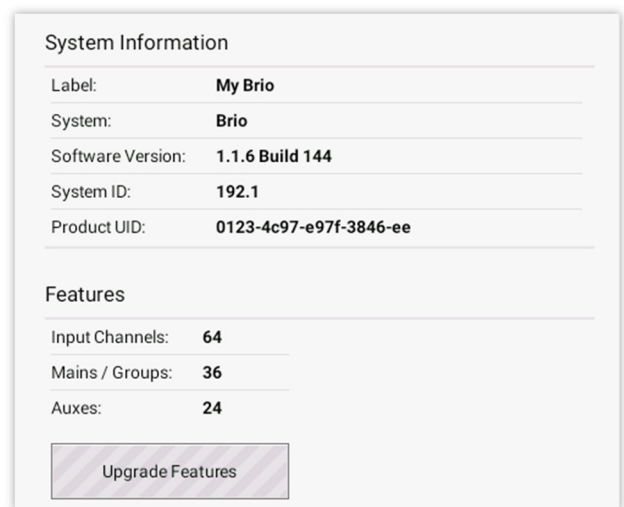 System Information
Label: My Brio
System: Brio
Software Version: 1.1.6 Build 144
System ID: 192.1
Product UID: 0123-4c97-e97f-3846-ee
Features
Input Channels: 64
Mains / Groups: 36
Auxes: 24
Upgrade Features